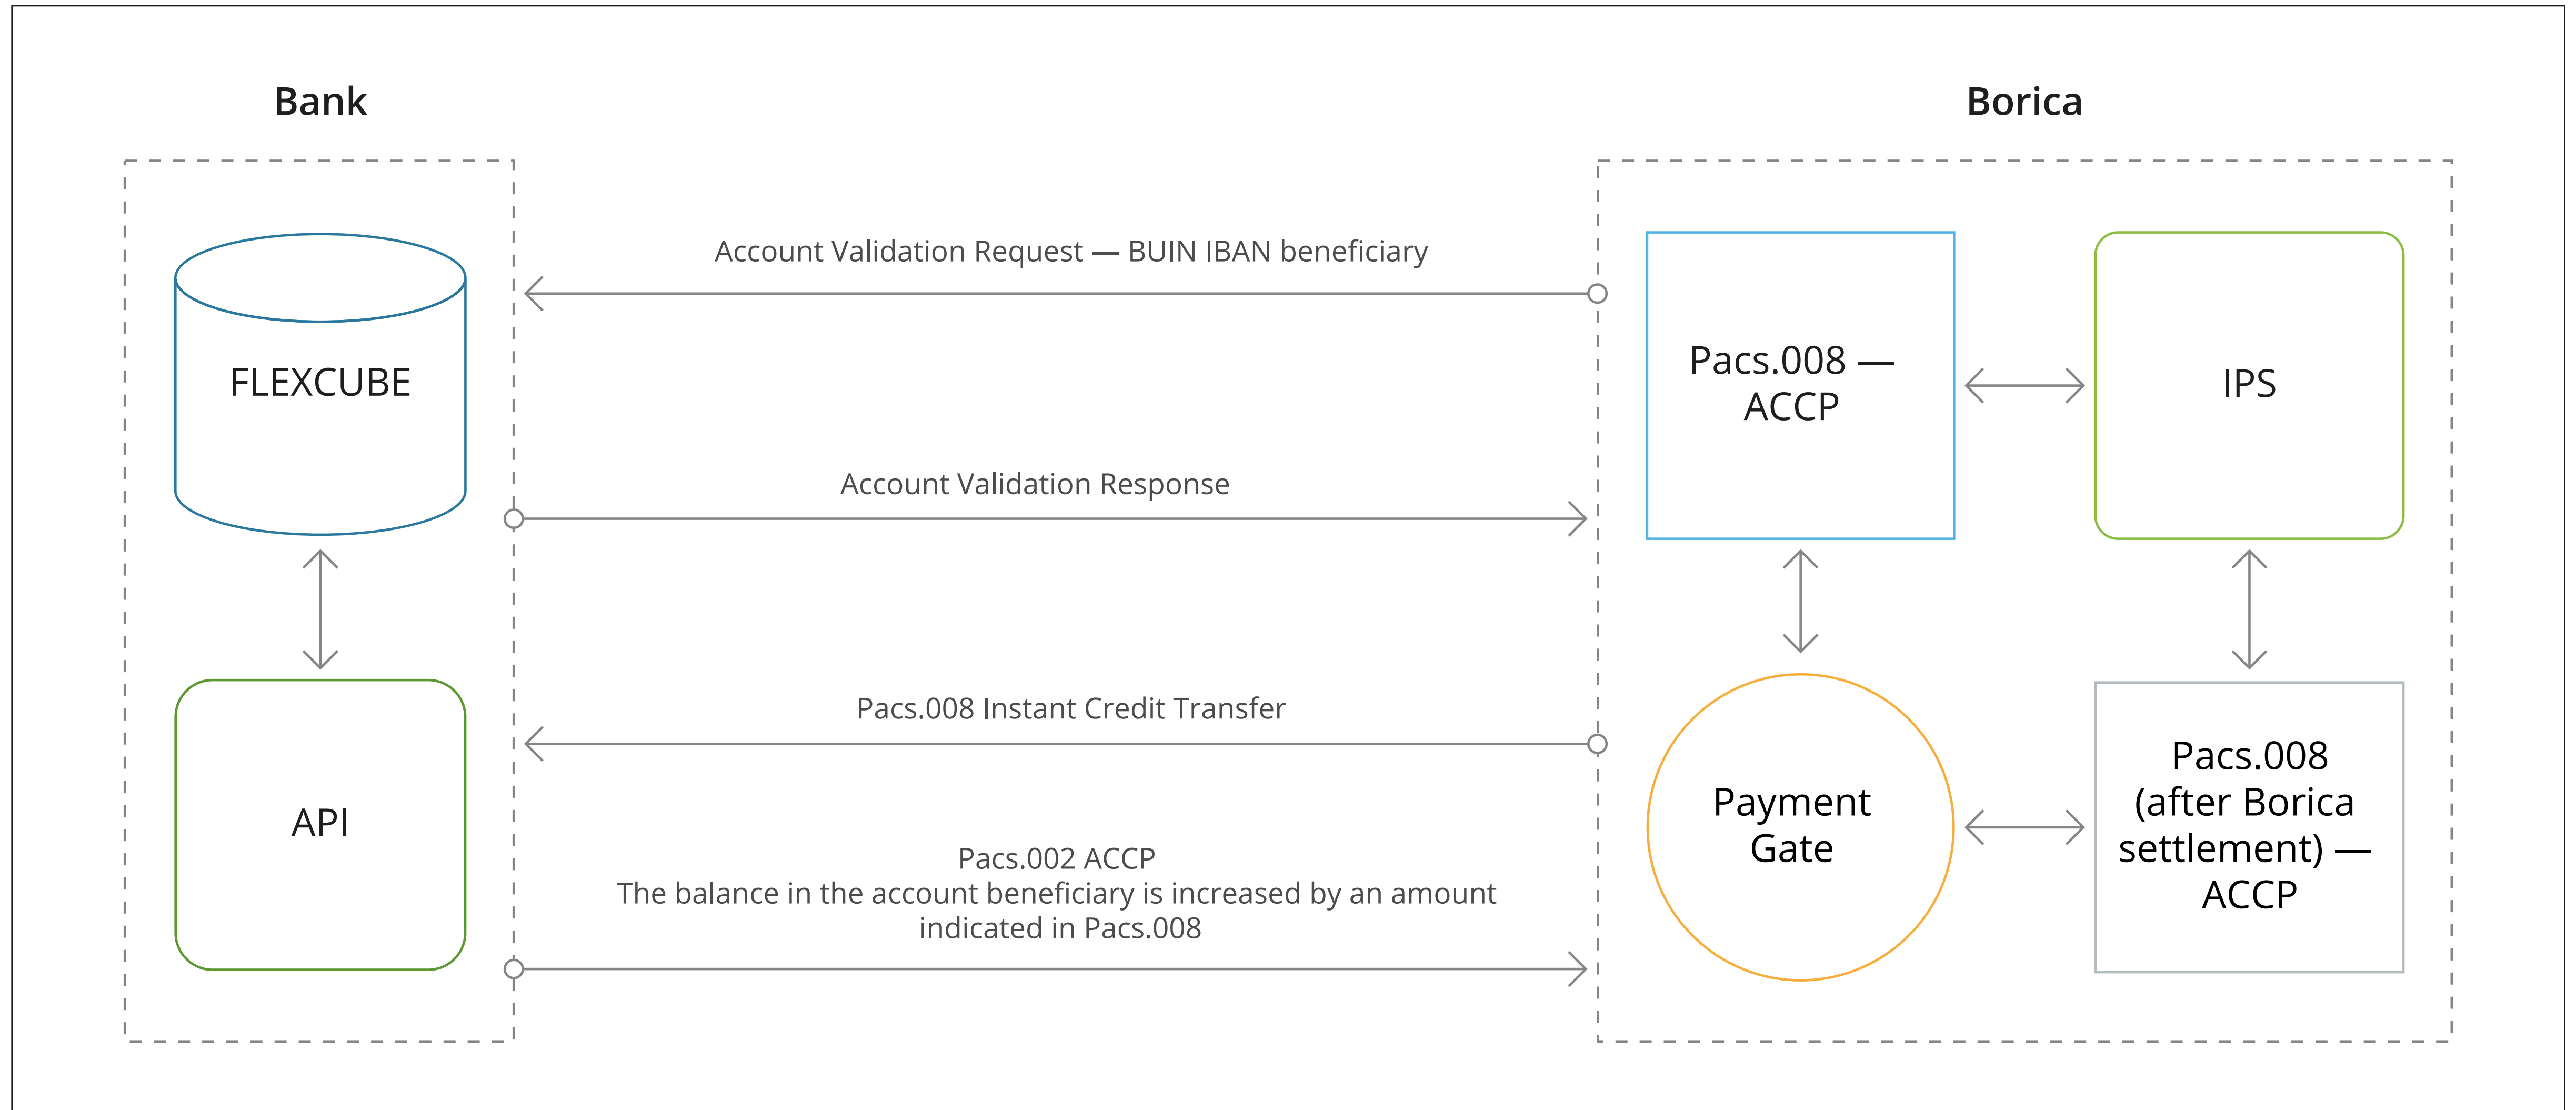 Bank
Borica
Account Validation Request — BUIN IBAN beneficiary
FLEXCUBE
Pacs.008 —
ACCP
IPS
Account Validation Response
Pacs.008 Instant Credit Transfer
API
Payment
Gate
Pacs.008
(after Borica
settlement) —
ACCP
Pacs.002 ACCP
The balance in the account beneficiary is increased by an amount
indicated in Pacs.008